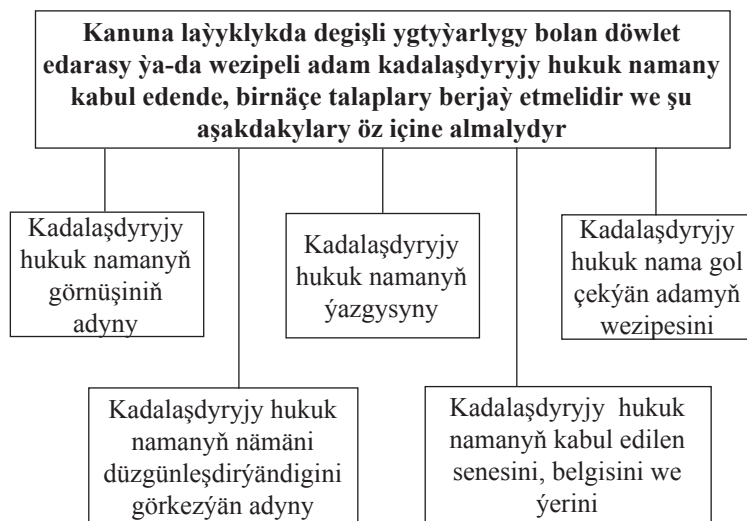 Kanuna laýyklykda degişli ygtyýarlygy bolan döwlet
edarasy ýa-da wezipeli adam kadalaşdyryjy hukuk namany
kabul edende, birnäçe talaplary berjaý etmelidir we şu
aşakdakylary öz içine almalydyr
Kadalaşdyryjy
hukuk namanyň
görnüşiniň
adyny
Kadalaşdyryjy
hukuk namanyň
ýazgysyny
Kadalaşdyryjy
hukuk nama gol
çekýän adamyň
wezipesini
Kadalaşdyryjy hukuk
namanyň nämäni
düzgünleşdirýändigini
görkezýän adyny
Kadalaşdyryjy hukuk
namanyň kabul edilen
senesini, belgisini we
ýerini